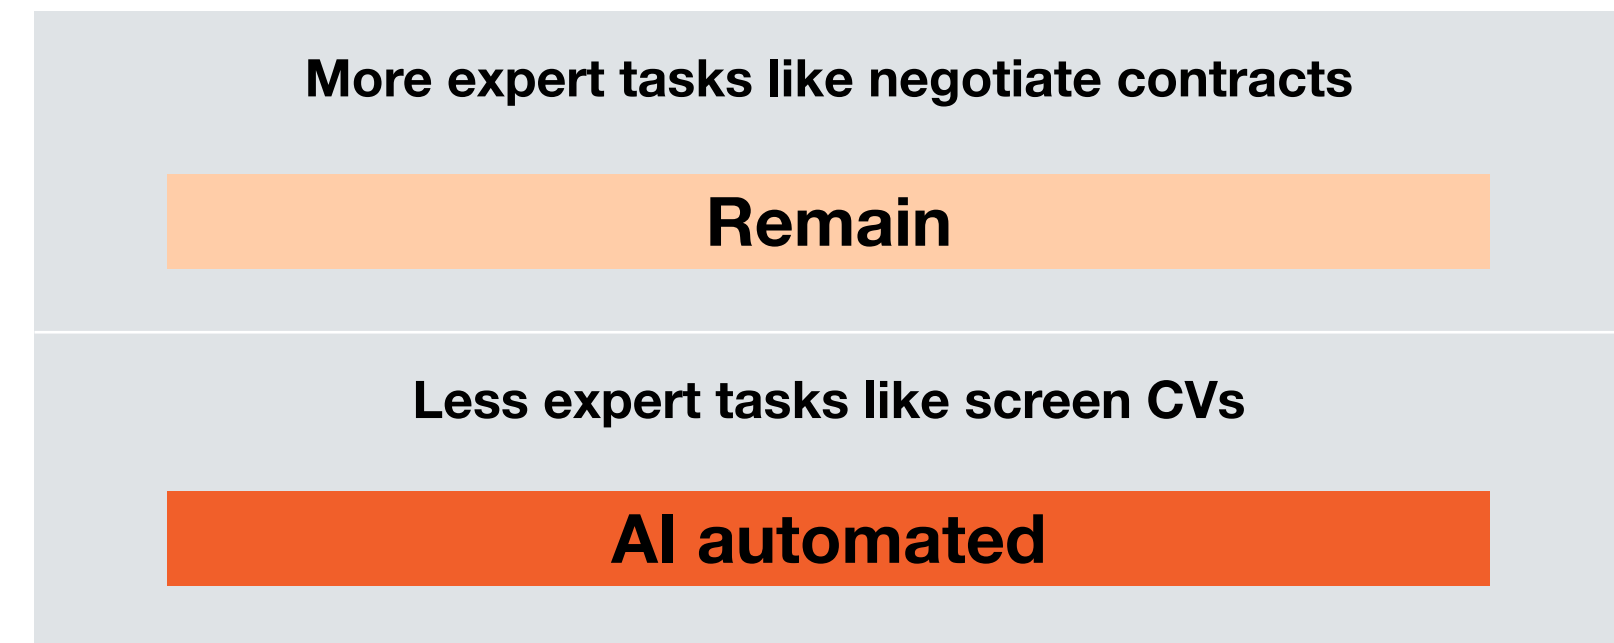 More expert tasks like negotiate contracts
Remain
Less expert tasks like screen CVs
AI automated